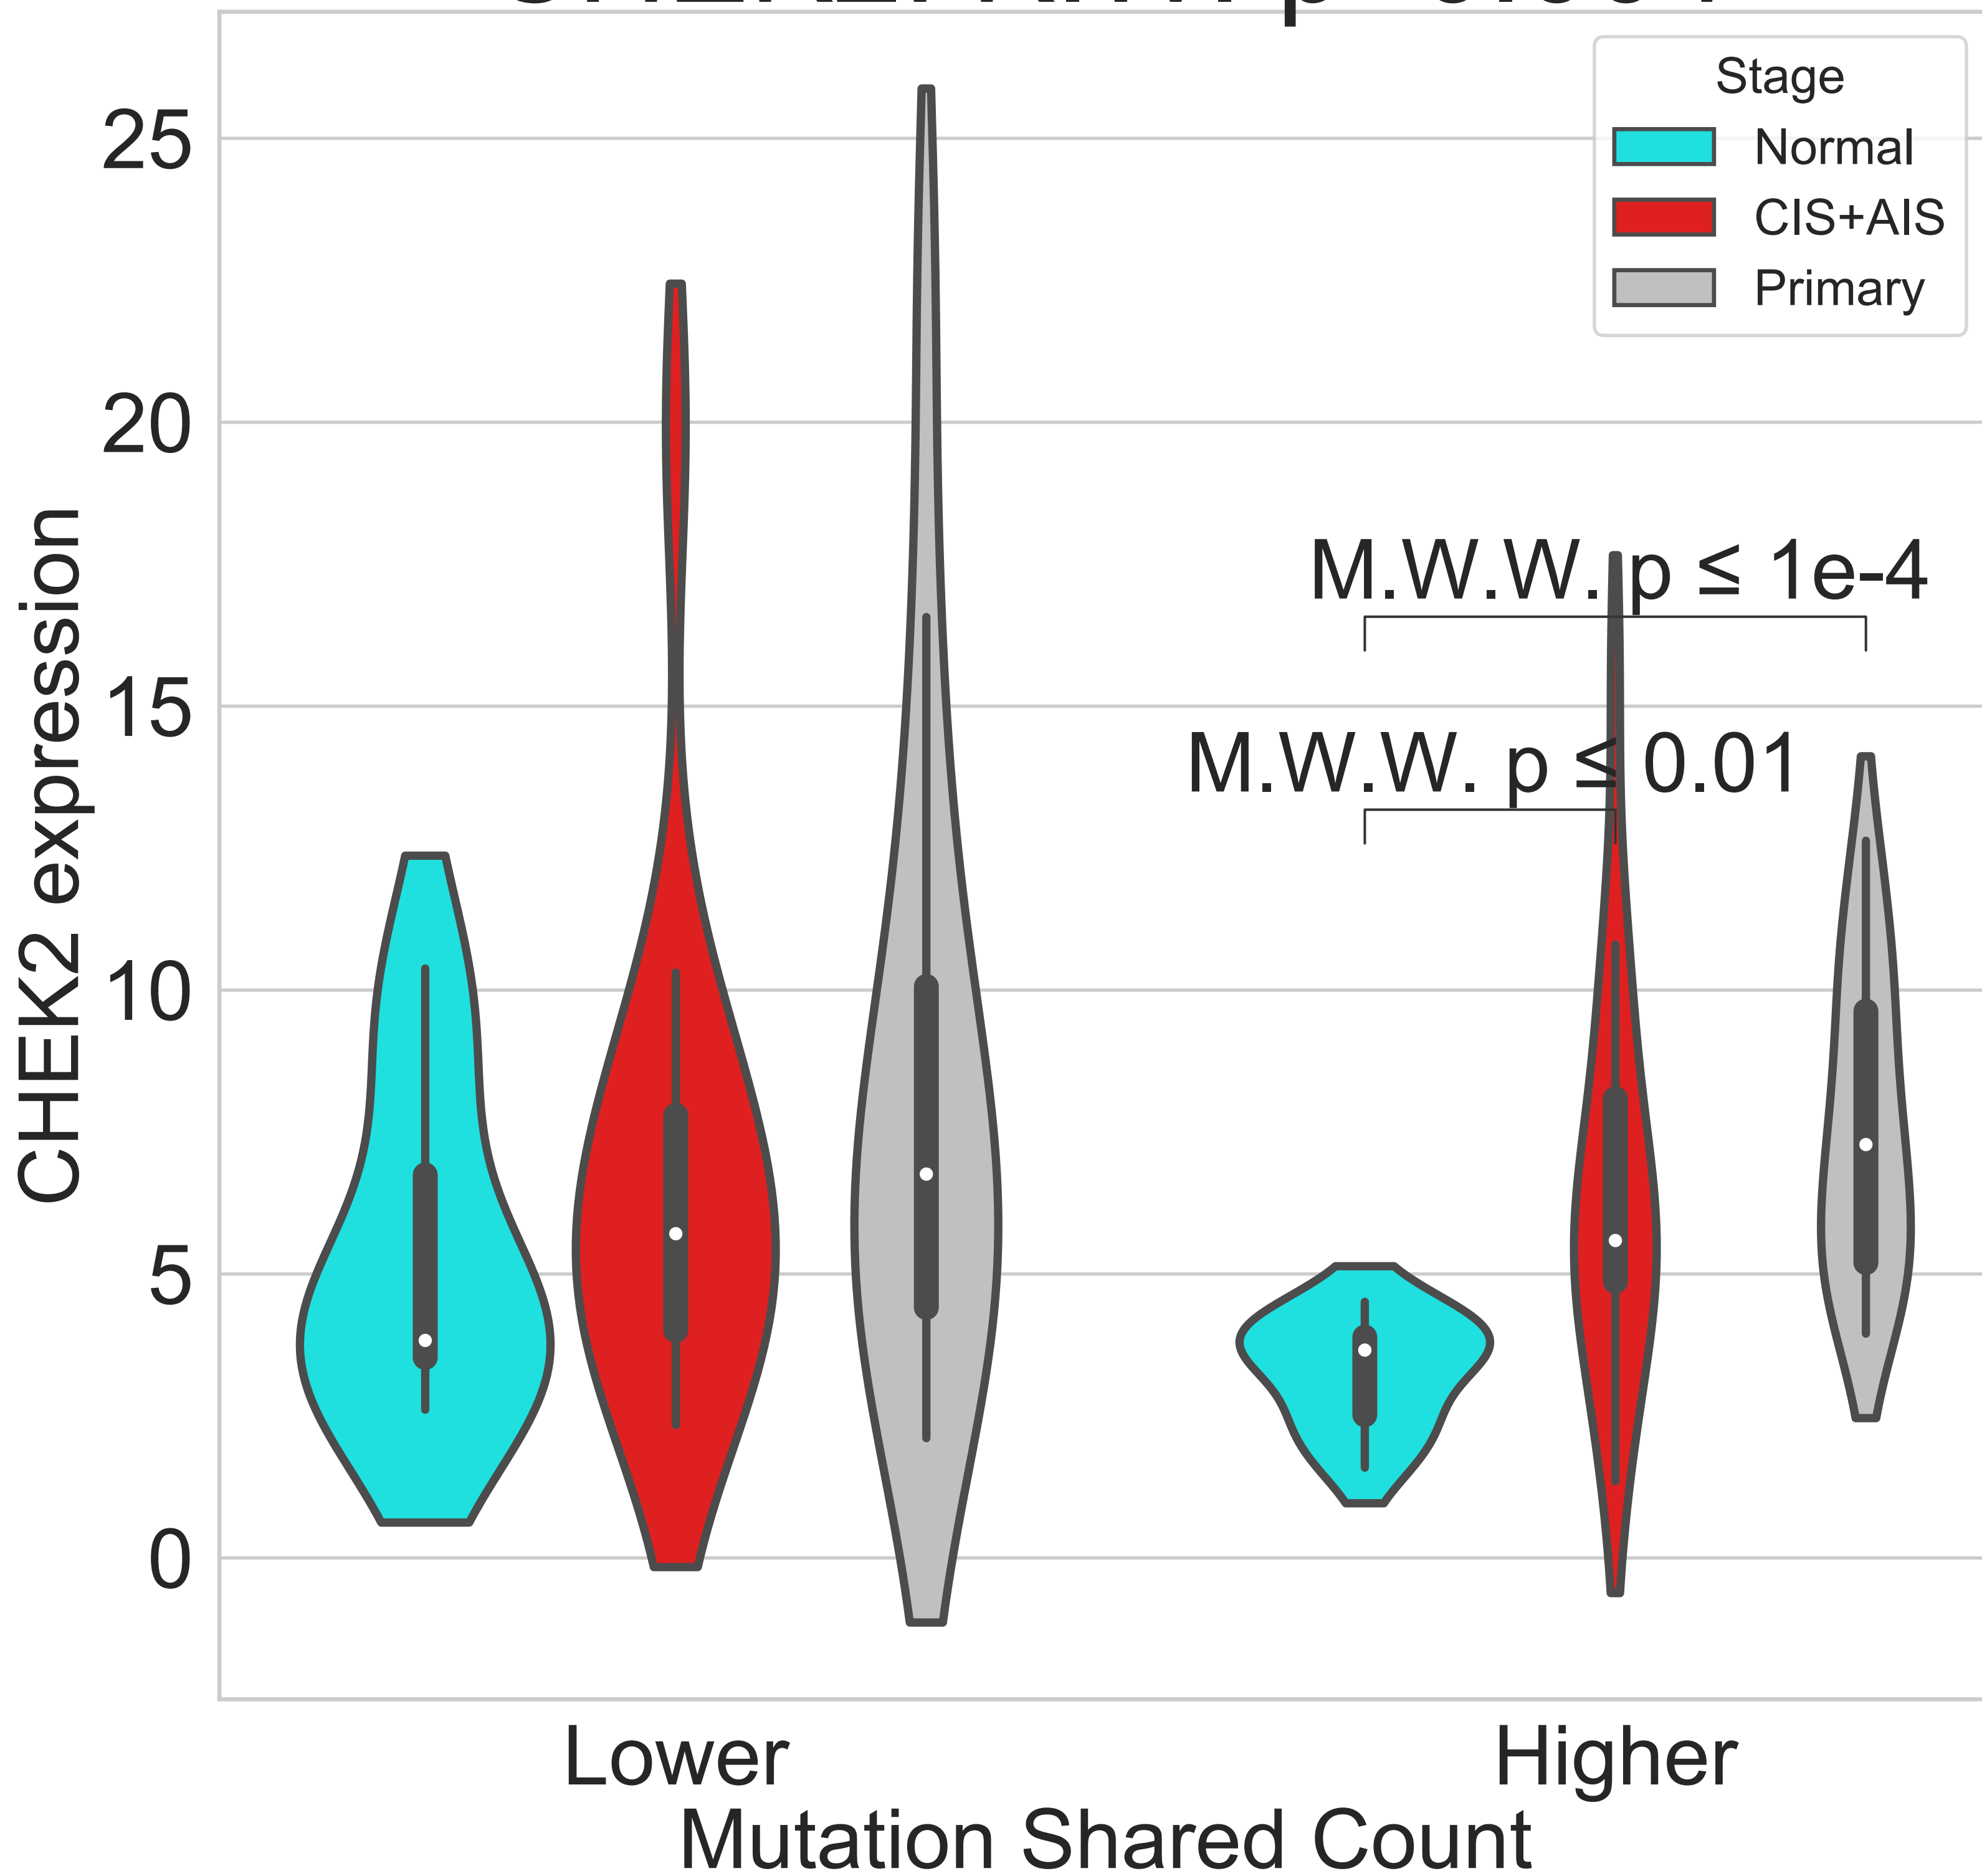 Stage
Normal
CIS+AIS
Primary
25
20
15
10
5
0
CHEK2 expression
M.W.W. p ≤ 1e-4
M.W.W. p ≤ 0.01
Lower
Higher
Mutation Shared Count